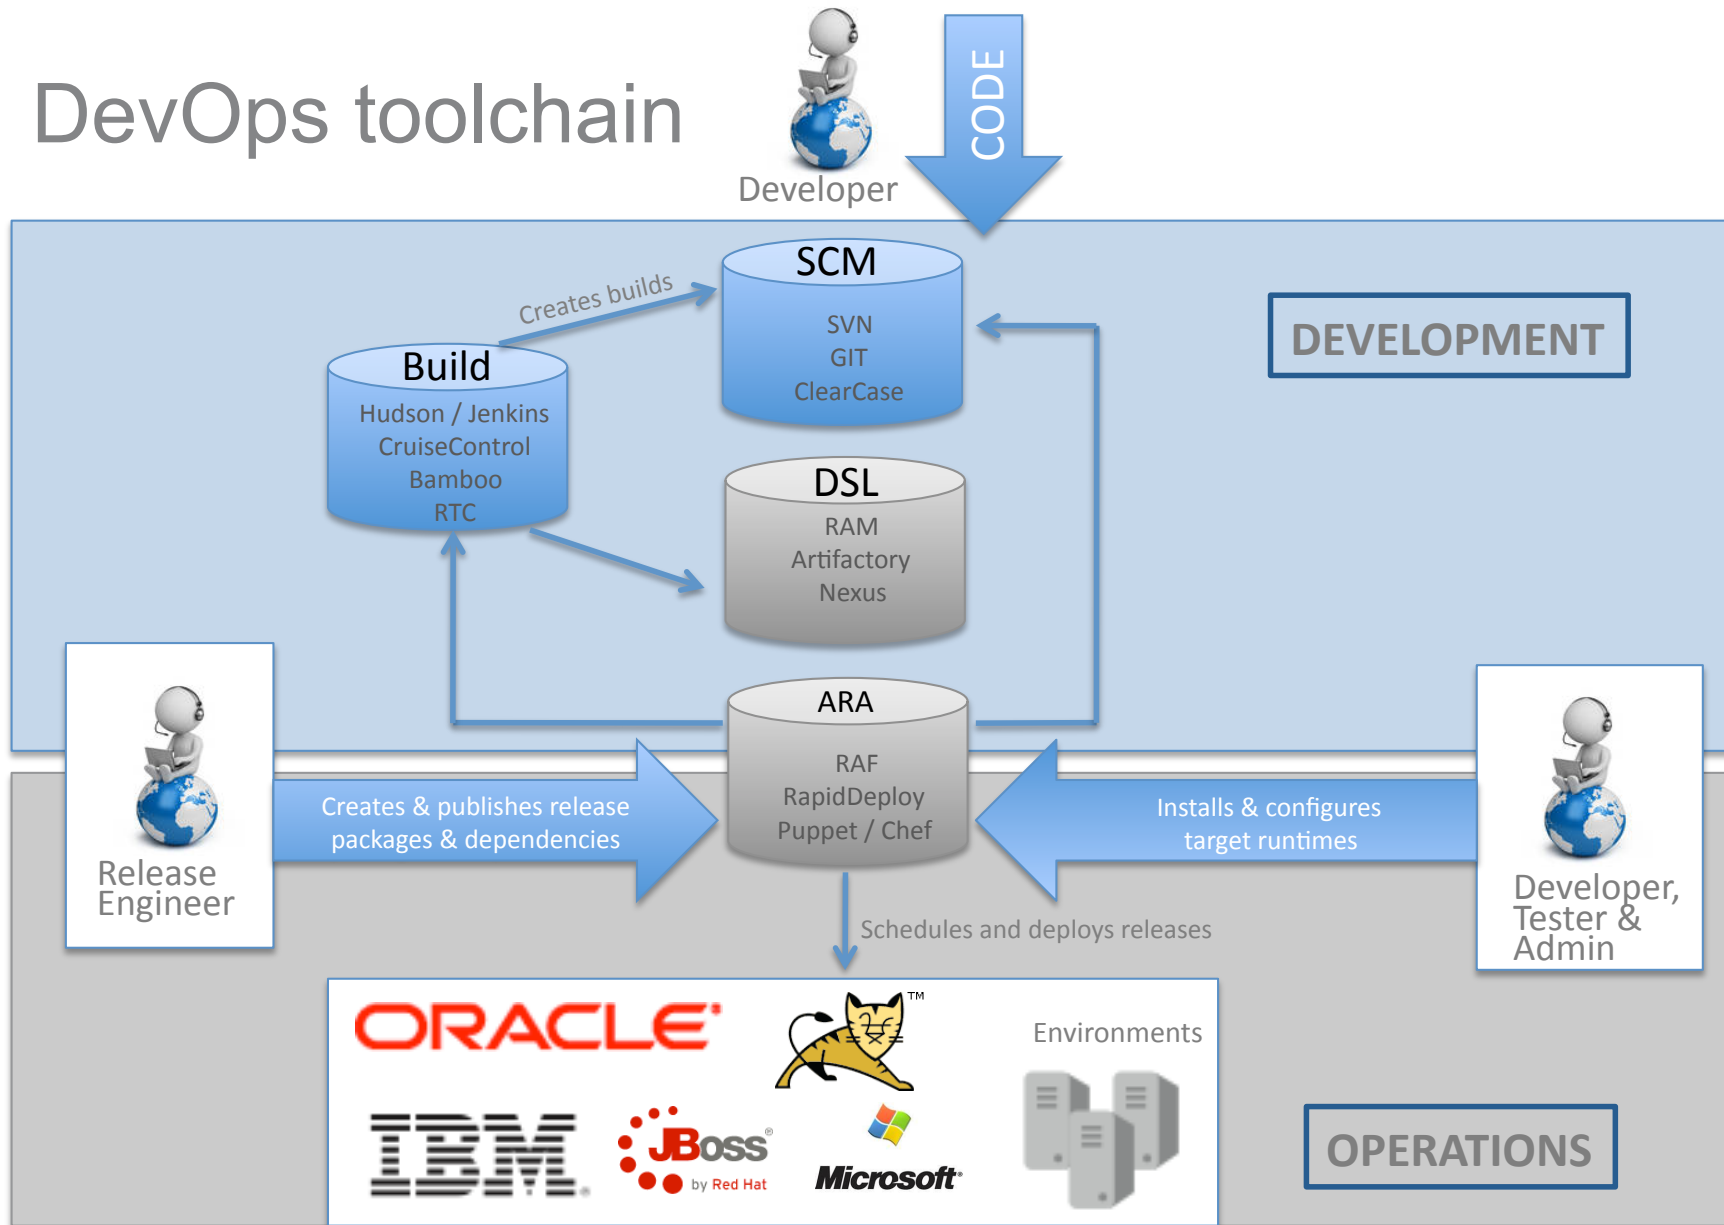 DevOps toolchain
Developer
CODE
SCM
SVN
GIT
ClearCase
Creates builds
DEVELOPMENT
Build
Hudson / Jenkins
CruiseControl
Bamboo
RTC
DSL
RAM
Artifactory
Nexus
ARA
RAF
RapidDeploy
Puppet / Chef
Creates & publishes release
packages & dependencies
Installs & configures
target runtimes
Release
Engineer
Developer,
Tester &
Admin
Schedules and deploys releases
ORACLE®
TM
Environments
IBM®
JBoss®
by Red Hat
Microsoft®
OPERATIONS